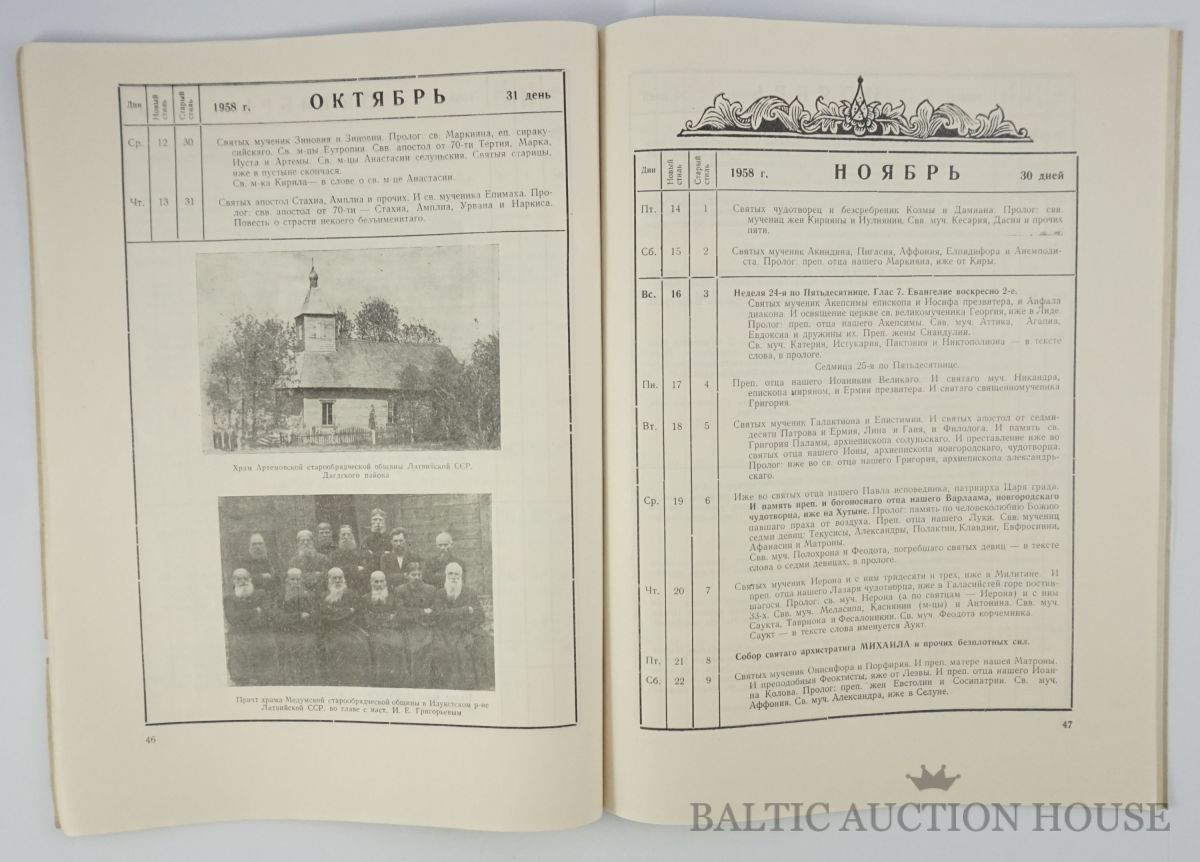 Дни Новый стиль Старый стиль 1958 г. ОКТЯБРЬ 31 день
Ср. 12 30 Святых мученик Зиновия и Зиновии. Пролог: св. Маркияна, еп. сираку-
сийскаго. Св. м-цы Еутропии. Свв. апостол от 70-ти Тертия, Марка,
Иуста и Артемы. Св. м-цы Анастасии селуньския. Святыя старицы,
иже в пустыне скончася.
Св. м-ка Кирила— в слове о св. м-це Анастасии.
Чт. 13 31 Святых апостол Стахиа, Амплиа и прочих. И св. мученика Епимаха. Про-
лог: свв. апостол от 70-ти — Стахиа, Амплиа, Урвана и Наркиса.
Повесть о страсти некоего безъименитаго.
Храм Артемовской старообрядческой общины Латвийской ССР,
Дагдского района
Причт храма Медумской старообрядческой общины в Илукстском р-не
Латвийской ССР, во главе с наст. И. Е. Григорьевым
46
Дни Новый стиль Старый стиль 1958 г. НОЯБРЬ 30 дней
Пт. 14 1 Святых чудотворец и безсребреник Козмы и Дамиана. Пролог: свв.
мучениц жен Кириины и Иулиянии. Свв. муч. Кесария, Дасия и прочих
пяти.
Сб. 15 2 Святых мученик Акиндина, Пигасия, Аффония, Елпидифора и Анемподи-
ста. Пролог: преп. отца нашего Маркияна, иже от Киры.
Вс. 16 3 Неделя 24-я по Пятьдесятнице. Глас 7. Евангелие воскресно 2-е.
Святых мученик Акепсимы епископа и Иосифа презвитера, и Аифала
диакона. И освящение церкве св. великомученика Георгия, иже в Лиде.
Пролог: преп. отца нашего Акепсимы. Свв. муч. Аттика, Агапиа,
Евдоксиа и дружины их. Преп. жены Снандулии.
Св. муч. Катерия, Истукария, Пактовия и Никтополиона — в тексте
слова, в прологе.
Седмица 25-я по Пятьдесятнице.
Пн. 17 4 Преп. отца нашего Иоаникия Великаго. И святаго муч. Никандра,
епископа миряном, и Ермия презвитера. И святаго священномученика
Григория.
Вт. 18 5 Святых мученик Галактиона и Епистимии. И святых апостол от седми-
десяти Патрова и Ермия, Лина и Гаия, и Филолога. И память св.
Григория Паламы, архиепископа солуньскаго. И преставление иже во
святых отца нашего Ионы, архиепископа новгородскаго, чудотворца.
Пролог: иже во св. отца нашего Григория, архиепископа александрь-
скаго.
Ср. 19 6 Иже во святых отца нашего Павла исповедника, патриарха Царя града.
И память преп. и богоноснаго отца нашего Варлаама, новгородскаго
чудотворца, иже на Хутыне. Пролог: память по человеколюбию Божию
павшаго праха от воздуха. Преп. отца нашего Луки. Свв. мучениц
седми девиц: Текусисы, Александры, Полактии, Клавдии, Евфросинии,
Афанасии и Матроны.
Свв. муч. Полохрона и Феодота, погребшаго святых девиц — в тексте
слова о седми девицах, в прологе.
Чт. 20 7 Святых мученик Иерона и с ним тридесяти и трех, иже в Милитине. И
преп. отца нашего Лазаря чудотворца, иже в Галасийстей горе постив-
шагося. Пролог: св. муч. Нерона (а по святцам — Иерона) и с ним
33-х. Свв. муч. Меласипа, Касиянии (м-цы) и Антонина. Свв. муч.
Саукта, Тавриона и Фесалоникии. Св. муч. Феодота корчемника.
Саукт — в тексте слова именуется Аукт.
Пт. 21 8 Собор святаго архистратига МИХАИЛА и прочих безплотных сил.
Сб. 22 9 Святых мученик Онисифора и Порфирия. И преп. матере нашея Матроны.
И преподобныя Феоктисты, яже от Лезвы. И преп. отца нашего Иоан-
на Колова. Пролог: преп. жен Евстолии и Сосипатрии. Св. муч.
Аффония. Св. муч. Александра, иже в Селуне.
47
BALTIC AUCTION HOUSE